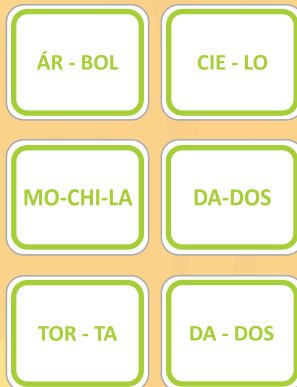 ÁR - BOL
CIE - LO
MO-CHI-LA
DA-DOS
TOR - TA
DA - DOS